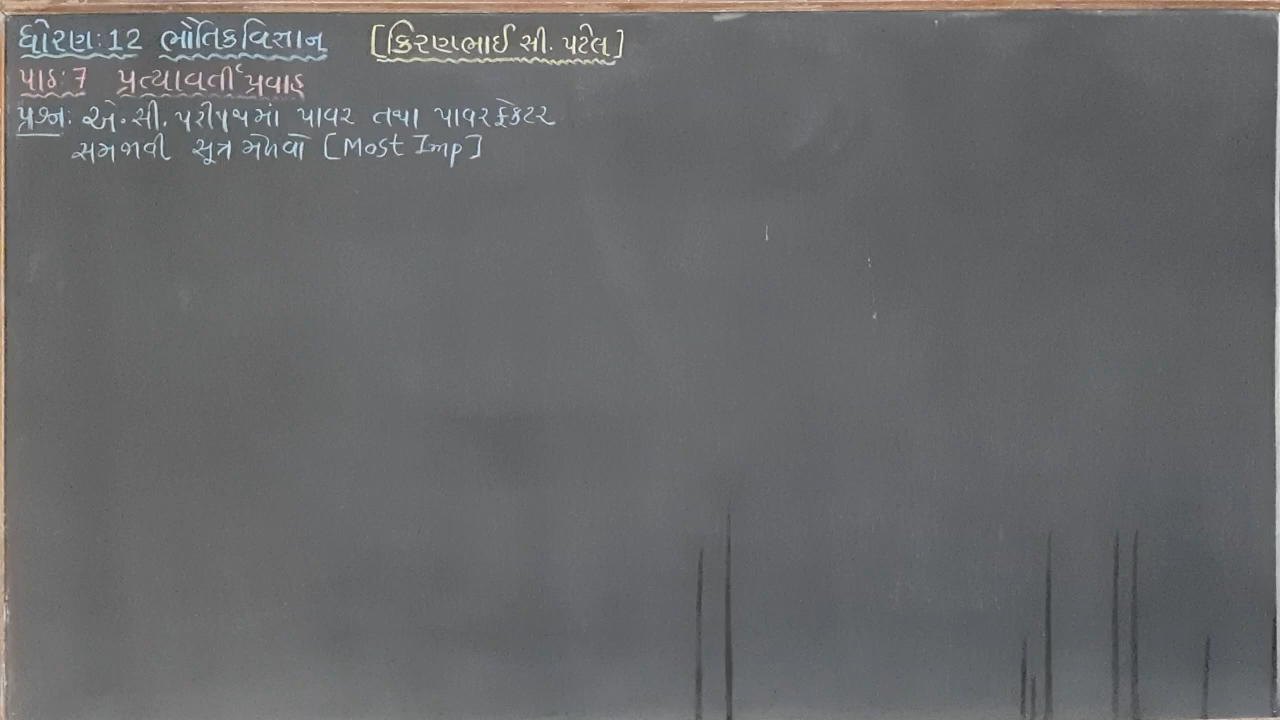 ધોરણ:12 ભૌતિકવિજ્ઞાન [કિરણભાઈ સી. પટેલ]
પાઠ:7 પ્રત્યાવર્તી પ્રવાહ
પ્રશ્ન: એ.સી. પરીપથમાં પાવર તથા પાવરફેક્ટર
સમજાવી સૂત્ર મેળવો [Most Imp]